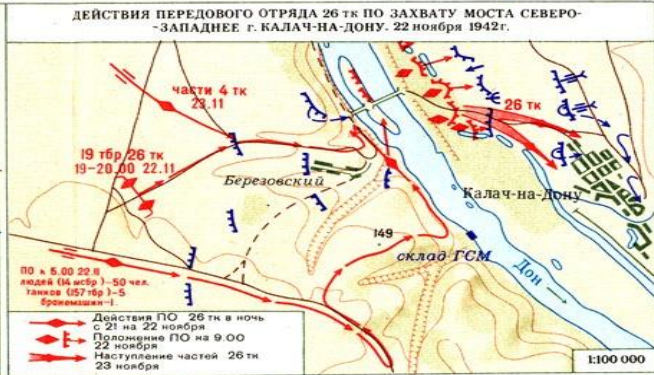 ДЕЙСТВИЯ ПЕРЕДОВОГО ОТРЯДА 26 тк ПО ЗАХВАТУ МОСТА СЕВЕРО-
-ЗАПАДНЕЕ г. КАЛАЧ-НА-ДОНУ. 22 ноября 1942 г.
части 4 тк
23.11
26 тк
19 тбр 26 тк
19-20.00 22.11
Березовский
Калач-на-Дону
149
склад ГСМ
Дон
ПО к 5.00 22.11
людей (14 мсбр)-50 чел.
танков (157 тбр)-5
бронемашин-1.
Действия ПО 26 тк в ночь
с 21 на 22 ноября
Положение ПО на 9.00
22 ноября
Наступление частей 26 тк
23 ноября
1:100 000